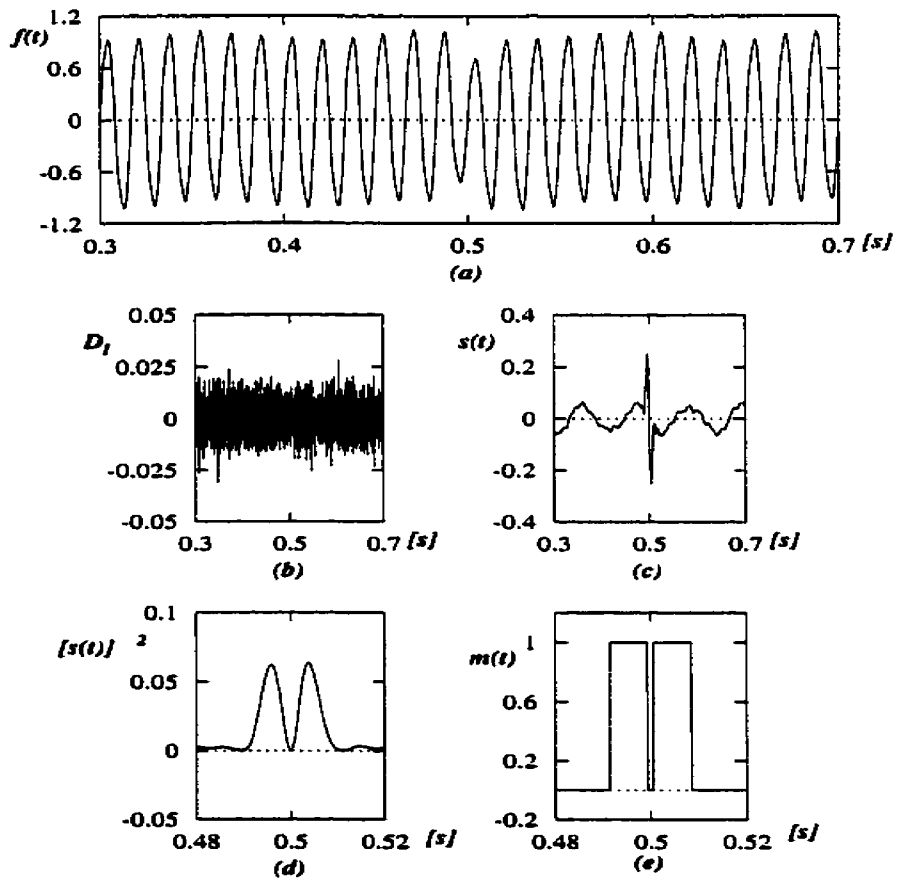 1.2
f(t)
0.6
0
-0.6
-1.2
0.3 0.4 0.5 0.6 0.7 [s]
(a)
0.05 0.4
D1 s(t)
0.025 0.2
0 0
-0.025 -0.2
-0.05 -0.4
0.3 0.5 0.7 [s] 0.3 0.5 0.7 [s]
(b) (c)
0.1
[s(t)] 2 m(t) 1
0.05 0.6
0 0.2
-0.05 -0.2
0.48 0.5 0.52 [s] 0.48 0.5 0.52 [s]
(d) (e)